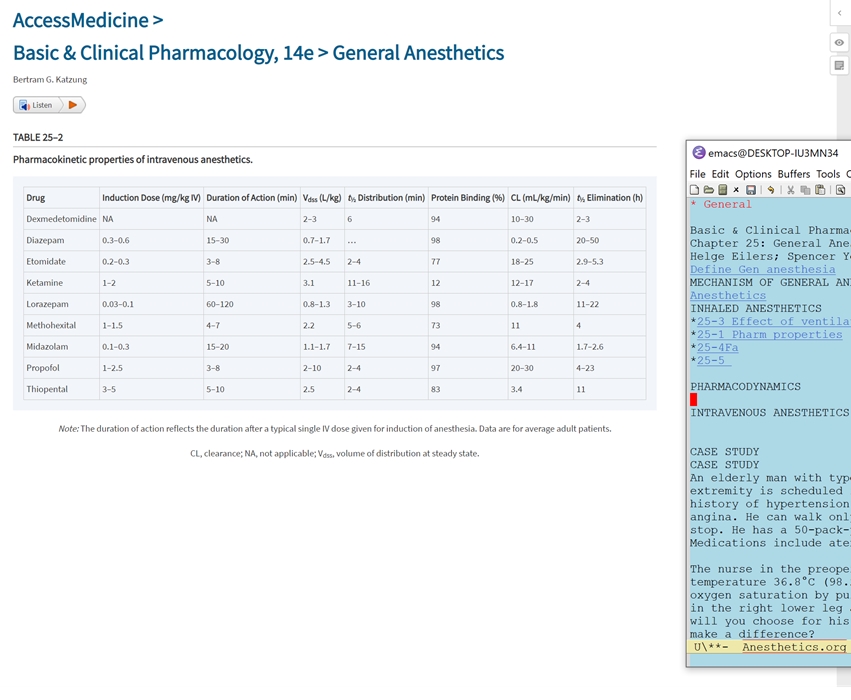 AccessMedicine >
Basic & Clinical Pharmacology, 14e > General Anesthetics
Bertram G. Katzung
Listen
TABLE 25–2
Pharmacokinetic properties of intravenous anesthetics.
Drug Induction Dose (mg/kg IV) Duration of Action (min) Vdss (L/kg) t½ Distribution (min) Protein Binding (%) CL (mL/kg/min) t½ Elimination (h)
Dexmedetomidine NA NA 2–3 6 94 10–30 2–3
Diazepam 0.3–0.6 15–30 0.7–1.7 … 98 0.2–0.5 20–50
Etomidate 0.2–0.3 3–8 2.5–4.5 2–4 77 18–25 2.9–5.3
Ketamine 1–2 5–10 3.1 11–16 12 12–17 2–4
Lorazepam 0.03–0.1 60–120 0.8–1.3 3–10 98 0.8–1.8 11–22
Methohexital 1–1.5 4–7 2.2 5–6 73 11 4
Midazolam 0.1–0.3 15–20 1.1–1.7 7–15 94 6.4–11 1.7–2.6
Propofol 1–2.5 3–8 2–10 2–4 97 20–30 4–23
Thiopental 3–5 5–10 2.5 2–4 83 3.4 11
Note: The duration of action reflects the duration after a typical single IV dose given for induction of anesthesia. Data are for average adult patients.
CL, clearance; NA, not applicable; Vdss, volume of distribution at steady state.
emacs@DESKTOP-IU3MN34
File Edit Options Buffers Tools
* General
Basic & Clinical Pharma
Chapter 25: General Ane
Helge Eilers; Spencer Y
Define Gen anesthesia
MECHANISM OF GENERAL AN
Anesthetics
INHALED ANESTHETICS
*25-3 Effect of ventila
*25-1 Pharm properties
*25-4Fa
*25-5
PHARMACODYNAMICS
INTRAVENOUS ANESTHETICS
CASE STUDY
CASE STUDY
An elderly man with typ
extremity is scheduled
history of hypertension
angina. He can walk onl
stop. He has a 50-pack-
Medications include ate
The nurse in the preope
temperature 36.8°C (98.
oxygen saturation by pu
in the right lower leg
will you choose for his
make a difference?
U\**- Anesthetics.org